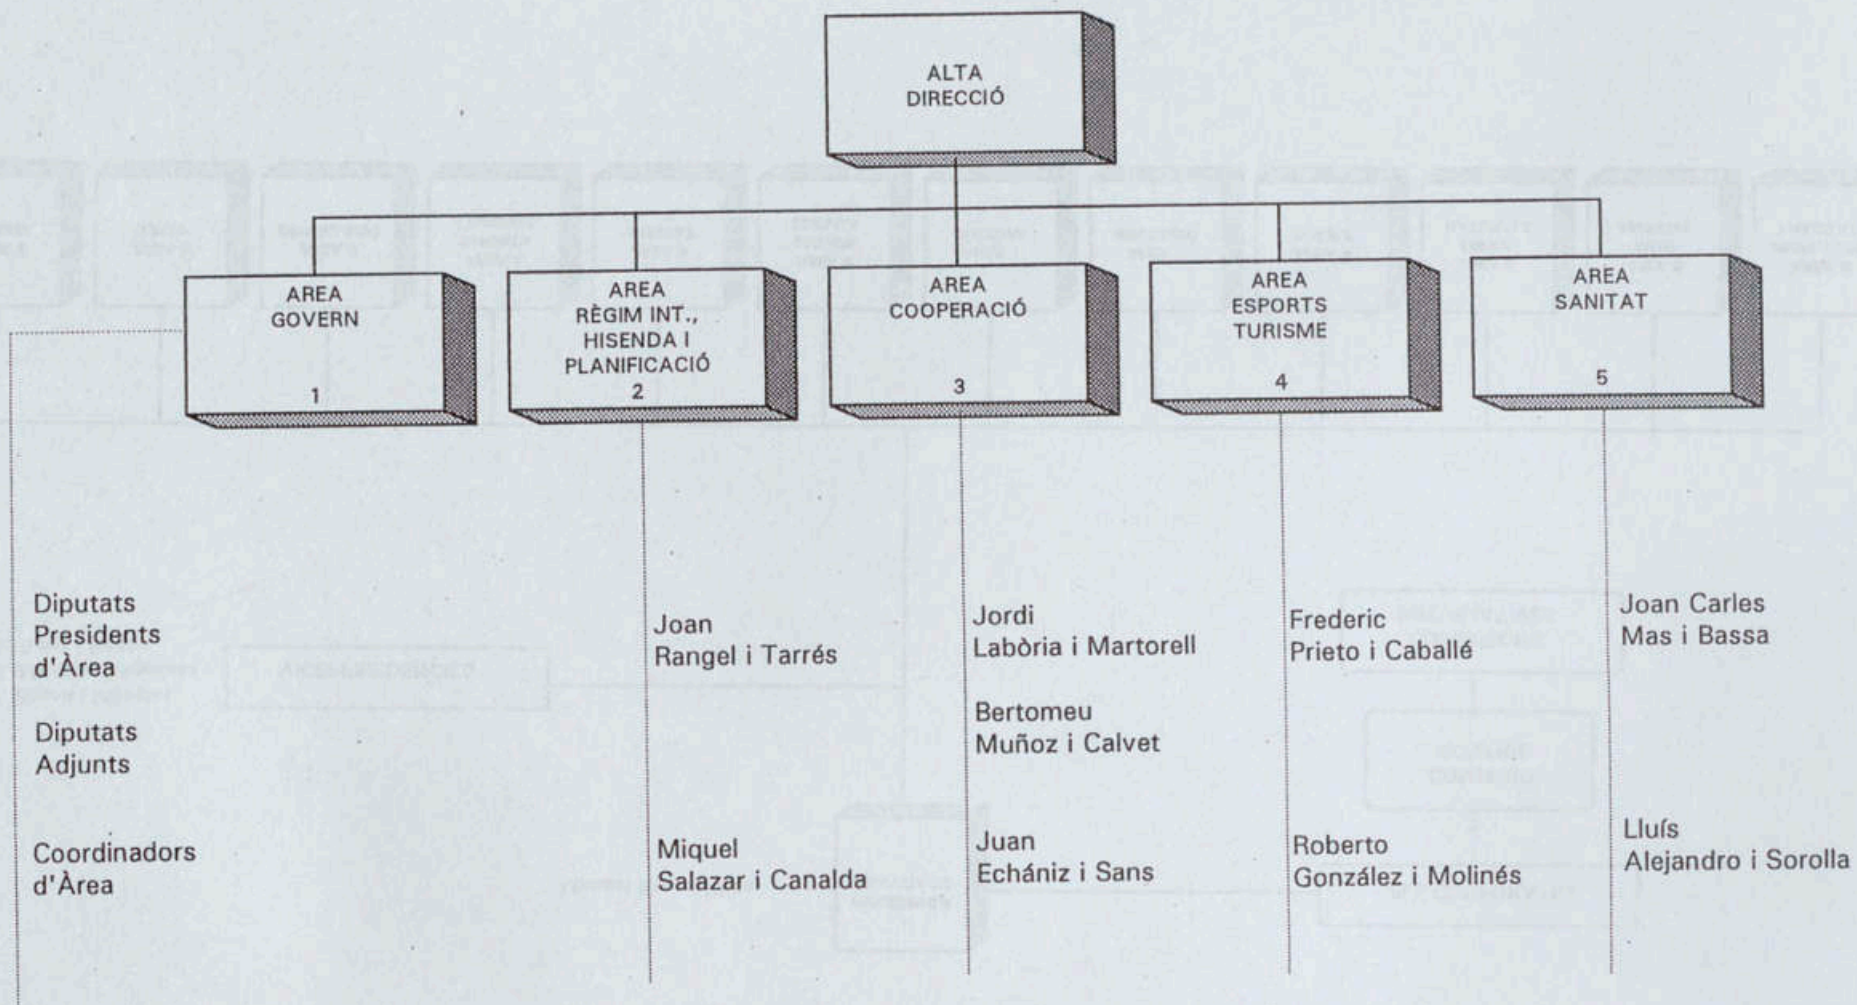 ALTA
DIRECCIÓ
AREA
GOVERN
1
AREA
RÈGIM INT.,
HISENDA I
PLANIFICACIÓ
2
AREA
COOPERACIÓ
3
AREA
ESPORTS
TURISME
4
AREA
SANITAT
5
Diputats
Presidents
d'Àrea
Joan
Rangel i Tarrés
Jordi
Labòria i Martorell
Frederic
Prieto i Caballé
Joan Carles
Mas i Bassa
Diputats
Adjunts
Bertomeu
Muñoz i Calvet
Coordinadors
d'Àrea
Miquel
Salazar i Canalda
Juan
Echániz i Sans
Roberto
González i Molinés
Lluís
Alejandro i Sorolla